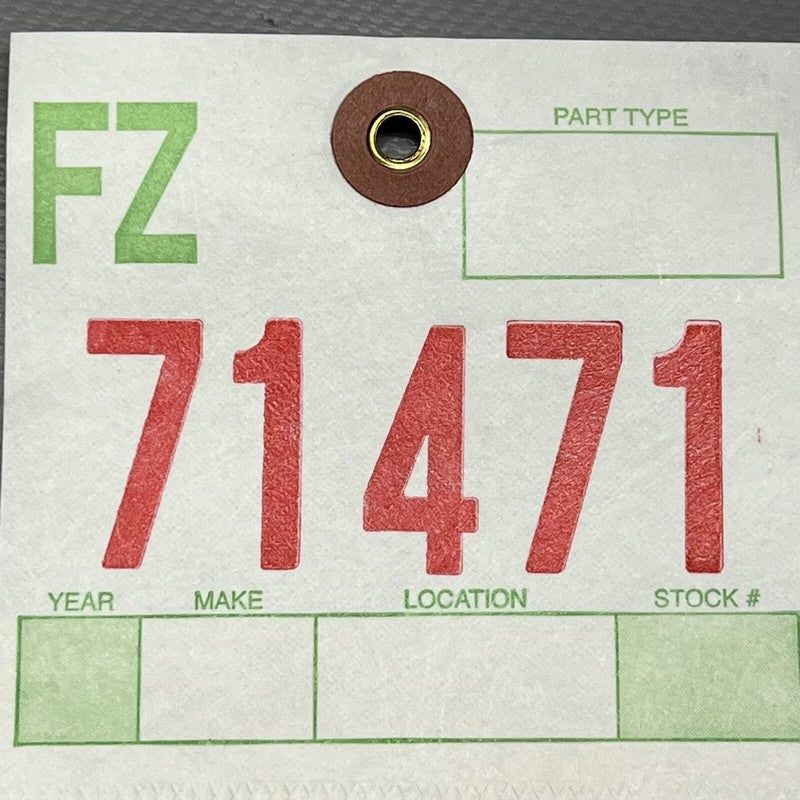 FZ
PART TYPE
71471
YEAR MAKE LOCATION STOCK #